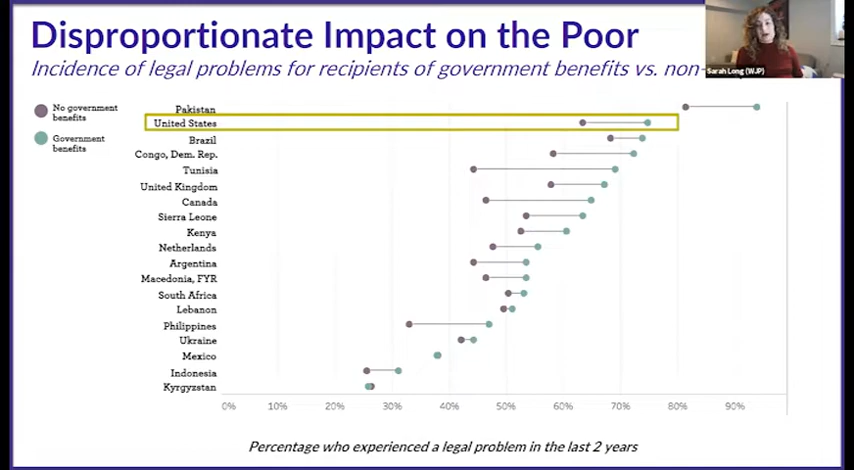 Disproportionate Impact on the Poor
Incidence of legal problems for recipients of government benefits vs. non-
Sarah Long (WJP)
No government
benefits
Government
benefits
Pakistan
United States
Brazil
Congo, Dem. Rep.
Tunisia
United Kingdom
Canada
Sierra Leone
Kenya
Netherlands
Argentina
Macedonia, FYR
South Africa
Lebanon
Philippines
Ukraine
Mexico
Indonesia
Kyrgyzstan
0% 10% 20% 30% 40% 50% 60% 70% 80% 90%
Percentage who experienced a legal problem in the last 2 years